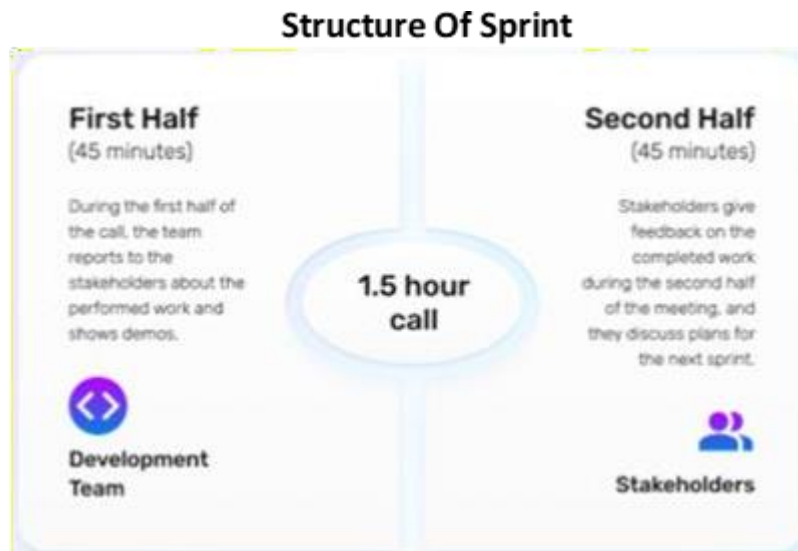 Structure Of Sprint
First Half
(45 minutes)
During the first half of
the call, the team
reports to the
stakeholders about the
performed work and
shows demos.
Development
Team
1.5 hour
call
Second Half
(45 minutes)
Stakeholders give
feedback on the
completed work
during the second half
of the meeting, and
they discuss plans for
the next sprint.
Stakeholders